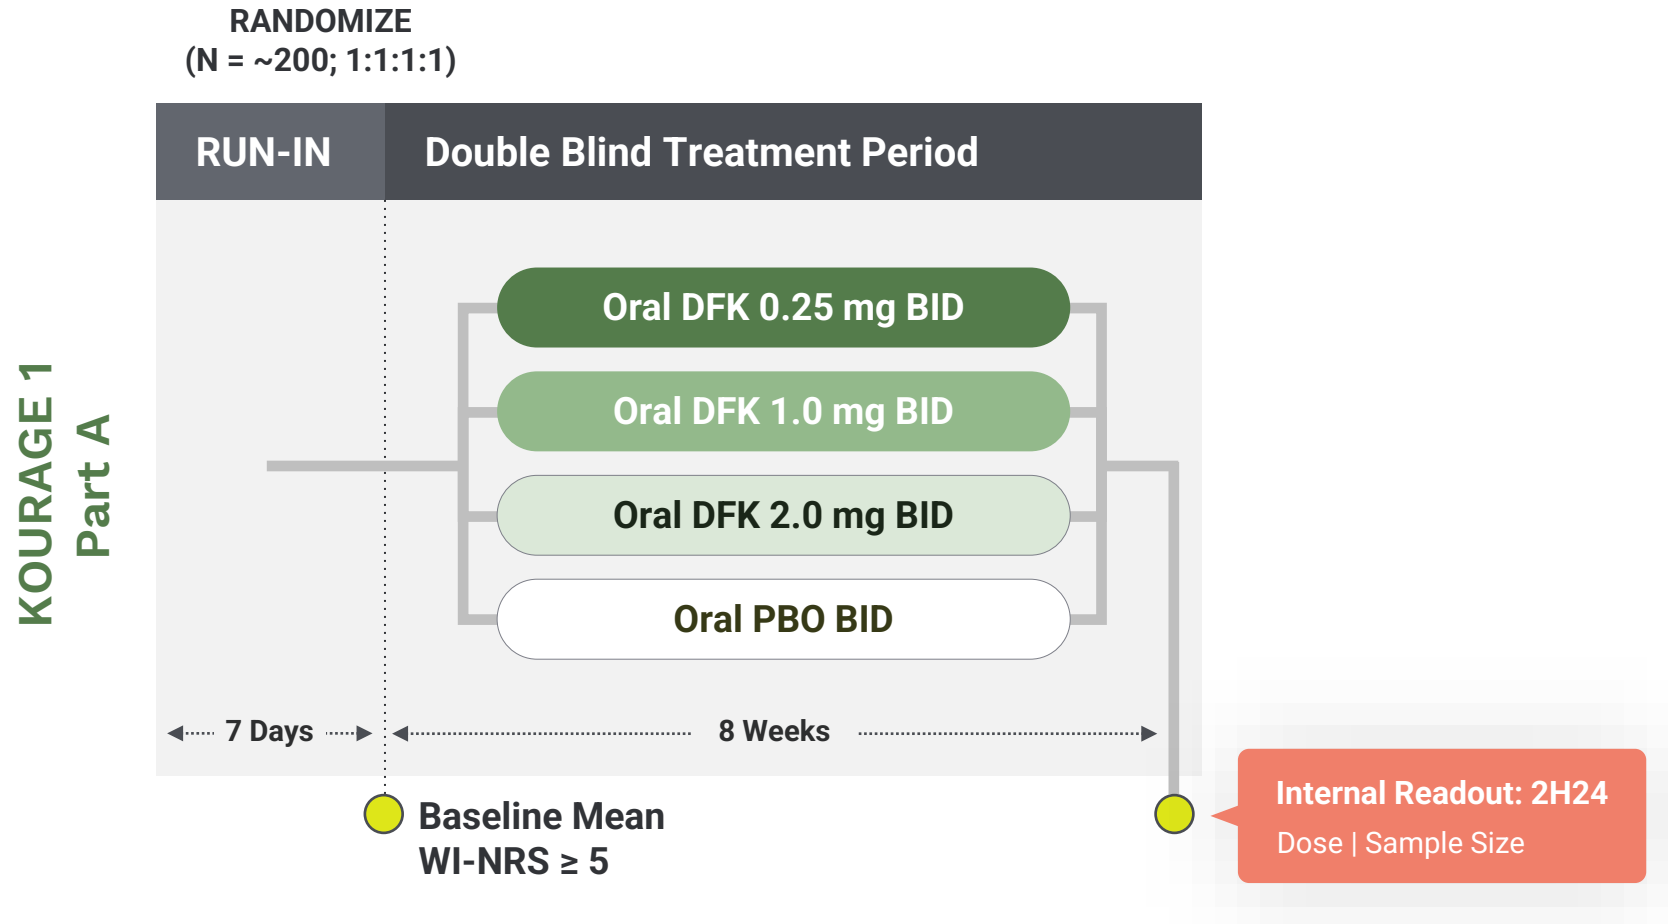 RANDOMIZE
(N = ~200; 1:1:1:1)
RUN-IN
Double Blind Treatment Period
KOURAGE 1
Part A
Oral DFK 0.25 mg BID
Oral DFK 1.0 mg BID
Oral DFK 2.0 mg BID
Oral PBO BID
7 Days
8 Weeks
Baseline Mean
WI-NRS ≥ 5
Internal Readout: 2H24
Dose | Sample Size